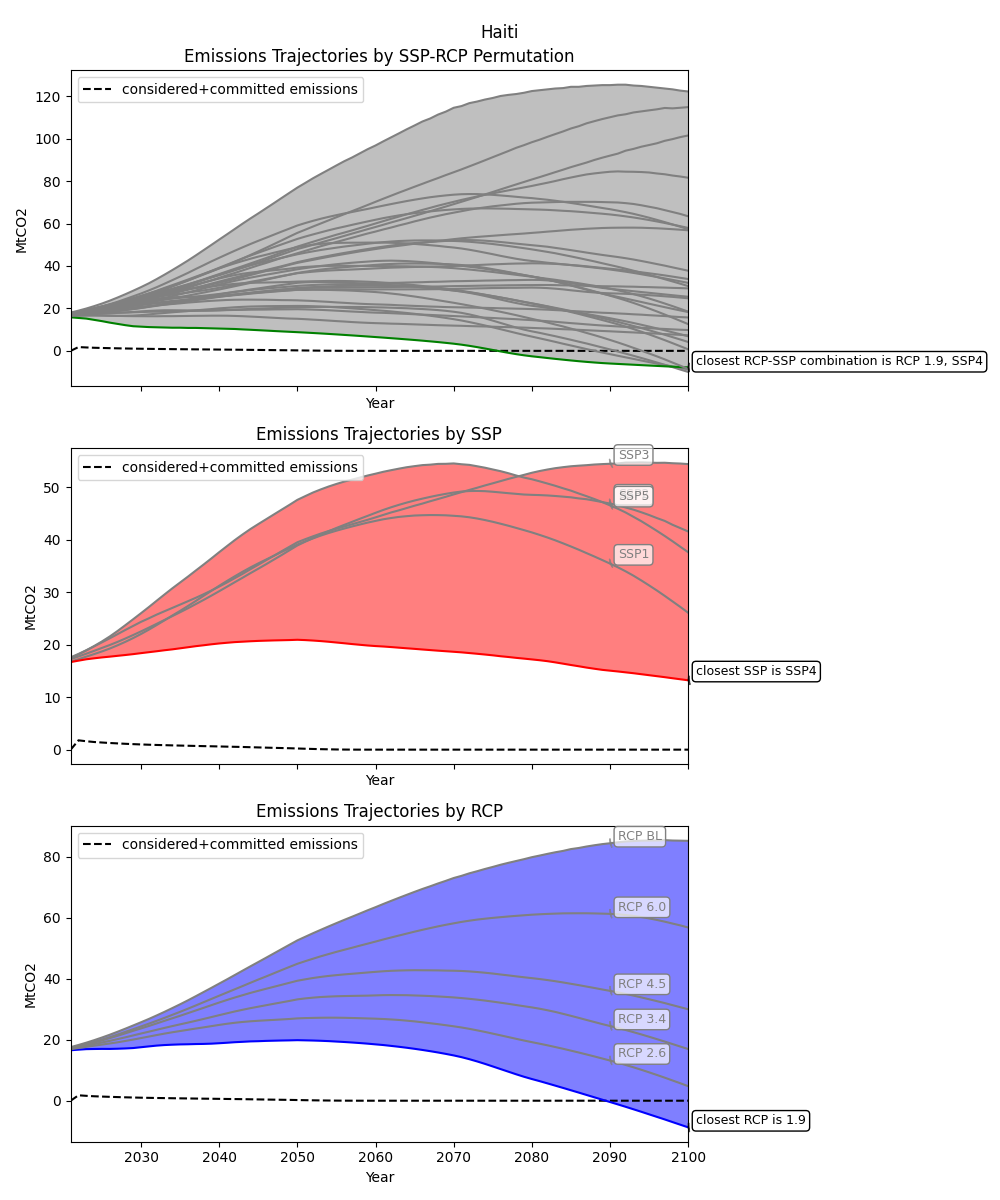 Haiti
Emissions Trajectories by SSP-RCP Permutation
considered+committed emissions
120
100
80
60
40
20
0
MtCO2
closest RCP-SSP combination is RCP 1.9, SSP4
Year
Emissions Trajectories by SSP
considered+committed emissions
SSP3
SSP5
SSP1
50
40
30
20
10
0
MtCO2
closest SSP is SSP4
Year
Emissions Trajectories by RCP
considered+committed emissions
RCP BL
RCP 6.0
RCP 4.5
RCP 3.4
RCP 2.6
80
60
40
20
0
MtCO2
closest RCP is 1.9
2030 2040 2050 2060 2070 2080 2090 2100
Year